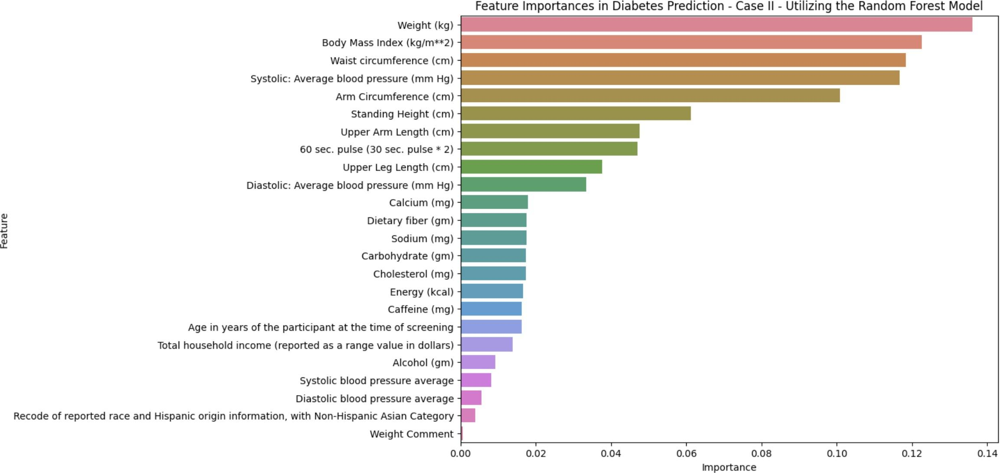 Feature Importances in Diabetes Prediction - Case II - Utilizing the Random Forest Model
Feature
Weight (kg)
Body Mass Index (kg/m**2)
Waist circumference (cm)
Systolic: Average blood pressure (mm Hg)
Arm Circumference (cm)
Standing Height (cm)
Upper Arm Length (cm)
60 sec. pulse (30 sec. pulse * 2)
Upper Leg Length (cm)
Diastolic: Average blood pressure (mm Hg)
Calcium (mg)
Dietary fiber (gm)
Sodium (mg)
Carbohydrate (gm)
Cholesterol (mg)
Energy (kcal)
Caffeine (mg)
Age in years of the participant at the time of screening
Total household income (reported as a range value in dollars)
Alcohol (gm)
Systolic blood pressure average
Diastolic blood pressure average
Recode of reported race and Hispanic origin information, with Non-Hispanic Asian Category
Weight Comment
0.00 0.02 0.04 0.06 0.08 0.10 0.12 0.14
Importance